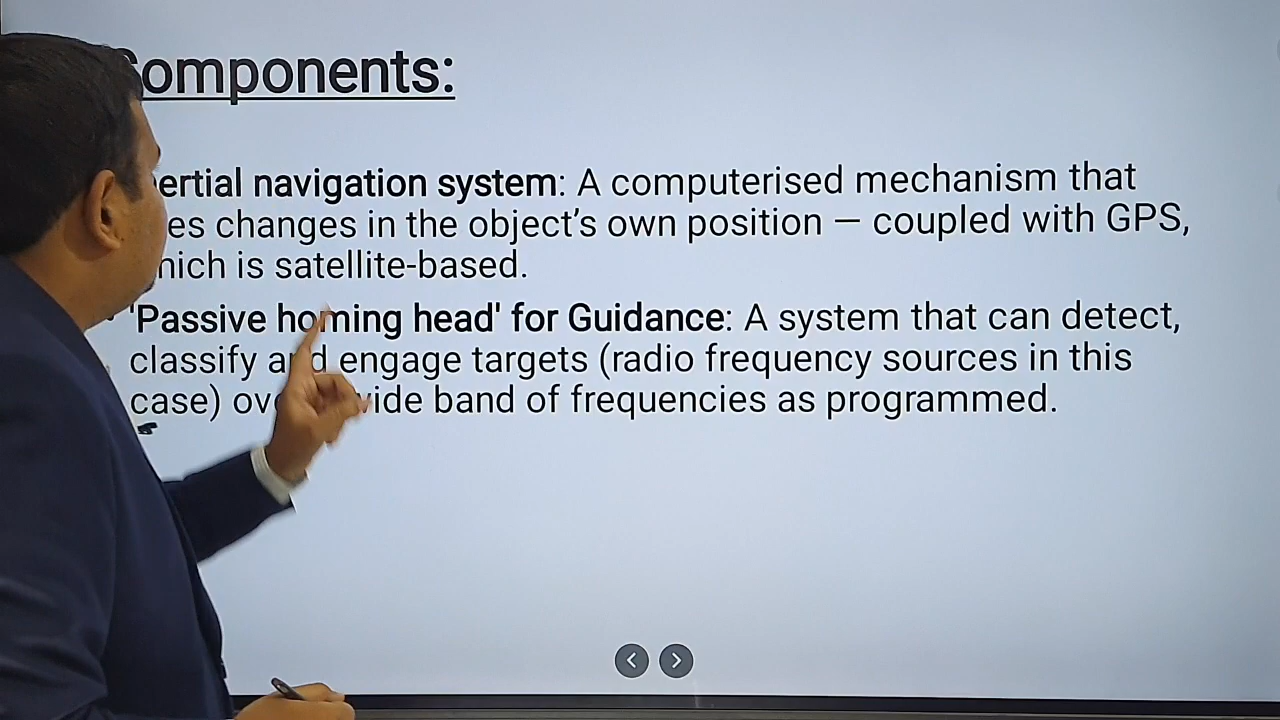 omponents:
ertial navigation system: A computerised mechanism that
es changes in the object's own position — coupled with GPS,
hich is satellite-based.
'Passive homing head' for Guidance: A system that can detect,
classify and engage targets (radio frequency sources in this
case) ov vide band of frequencies as programmed.